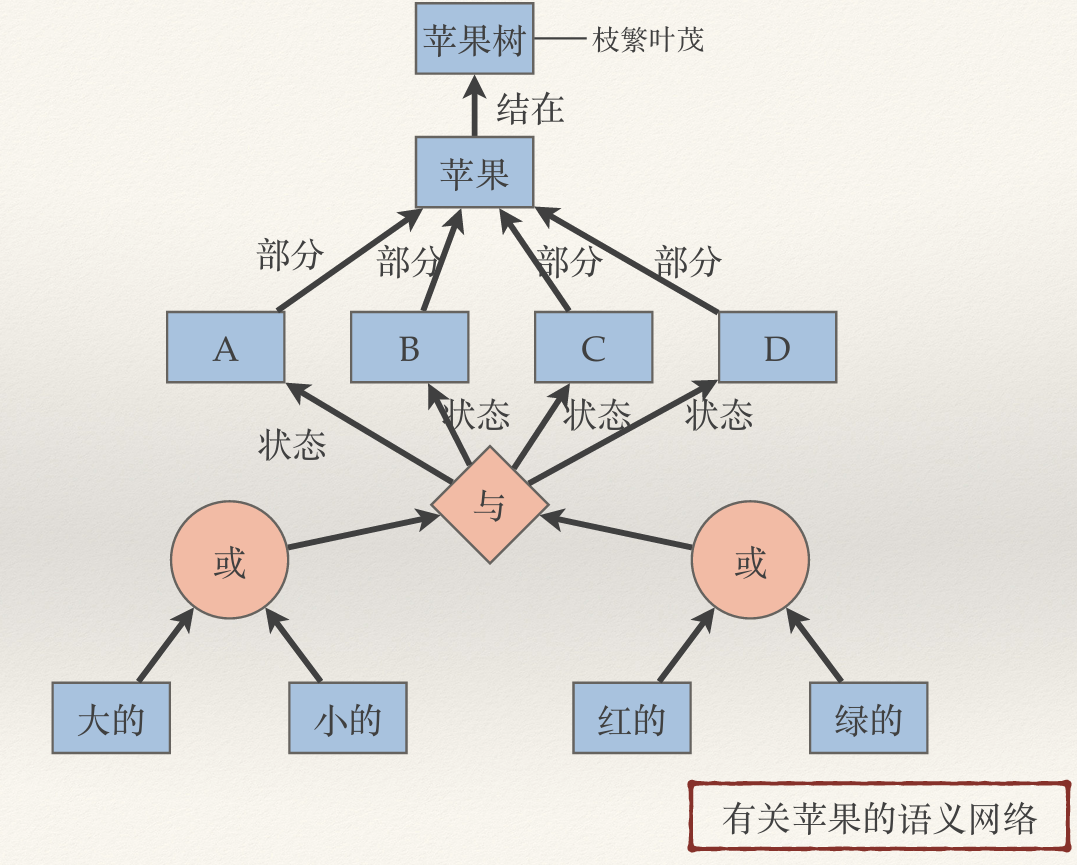 苹果树
枝繁叶茂
结在
苹果
部分
部分
部分
部分
A
B
C
D
状态
状态
状态
状态
与
或
或
大的
小的
红的
绿的
有关苹果的语义网络